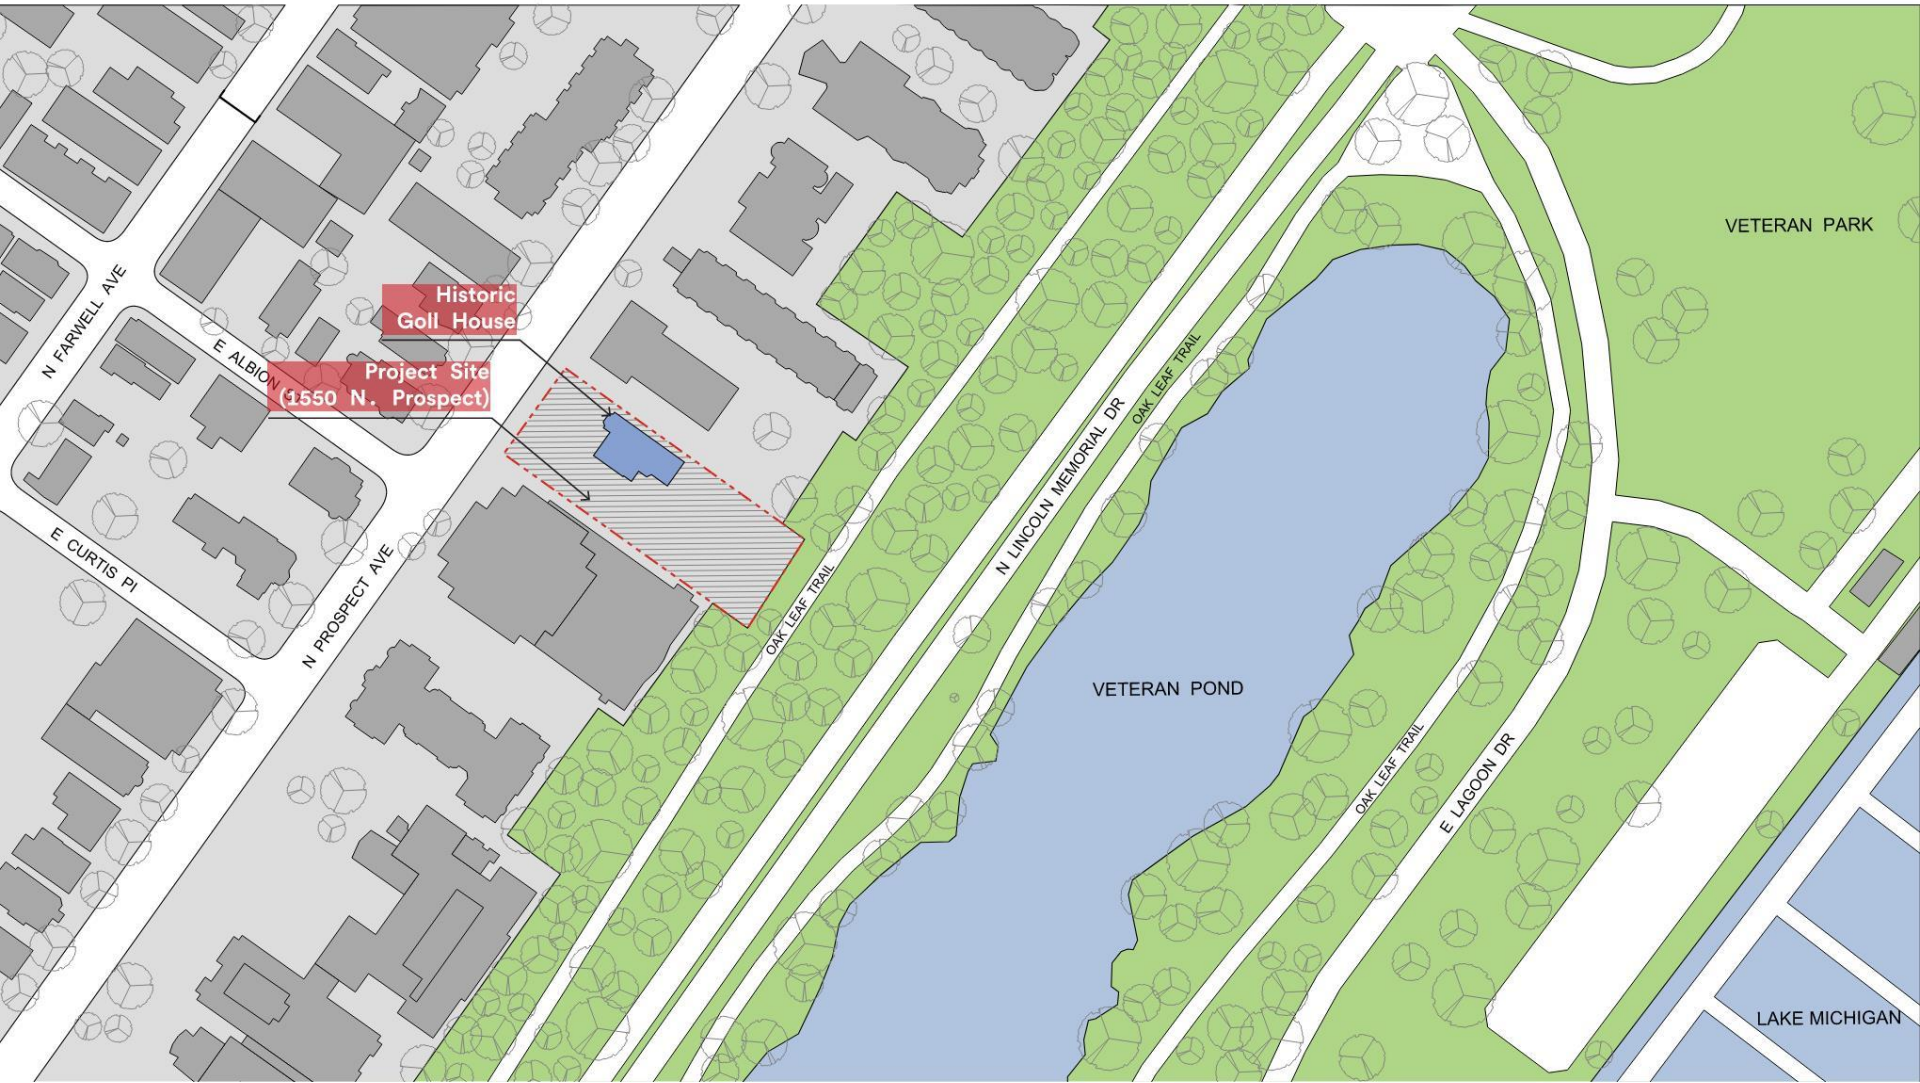 VETERAN PARK
N FARWELL AVE
Historic
Goll House
E ALBION
Project Site
(1550 N. Prospect)
OAK LEAF TRAIL
N LINCOLN MEMORIAL DR
E CURTIS Pl
N PROSPECT AVE
OAK LEAF TRAIL
VETERAN POND
OAK LEAF TRAIL
E LAGOON DR
LAKE MICHIGAN